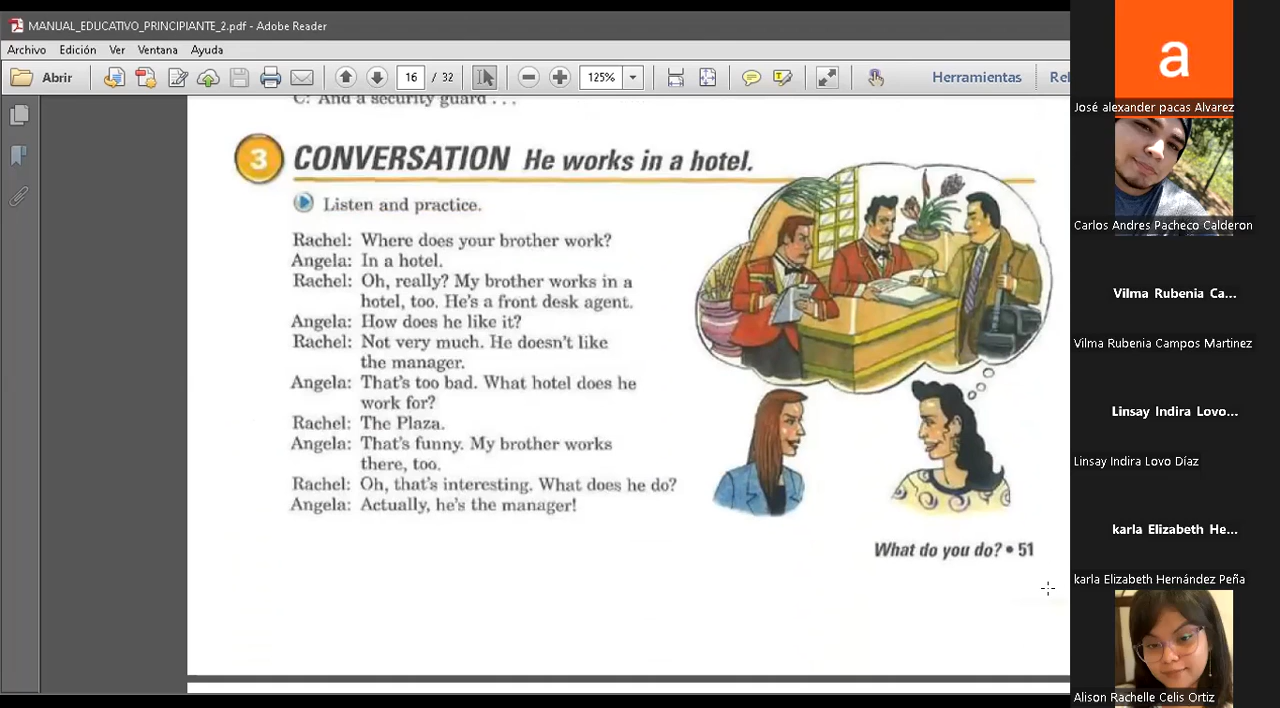 MANUAL_EDUCATIVO_PRINCIPIANTE_2.pdf - Adobe Reader
Archivo Edición Ver Ventana Ayuda
Abrir 16 / 32 125% Herramientas Rel
C: And a security guard . . .
3 CONVERSATION He works in a hotel.
Listen and practice.
Rachel: Where does your brother work?
Angela: In a hotel.
Rachel: Oh, really? My brother works in a
hotel, too. He's a front desk agent.
Angela: How does he like it?
Rachel: Not very much. He doesn't like
the manager.
Angela: That's too bad. What hotel does he
work for?
Rachel: The Plaza.
Angela: That's funny. My brother works
there, too.
Rachel: Oh, that's interesting. What does he do?
Angela: Actually, he's the manager!
What do you do? • 51
a
José alexander pacas Alvarez
Carlos Andres Pacheco Calderon
Vilma Rubenia Ca...
Vilma Rubenia Campos Martinez
Linsay Indira Lovo...
Linsay Indira Lovo Díaz
karla Elizabeth He...
karla Elizabeth Hernández Peña
Alison Rachelle Celis Ortiz